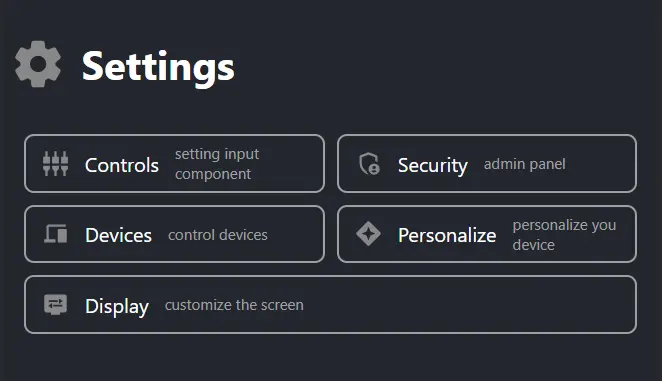 Settings
Controls
setting input
component
Security
admin panel
Devices
control devices
Personalize
personalize you
device
Display
customize the screen